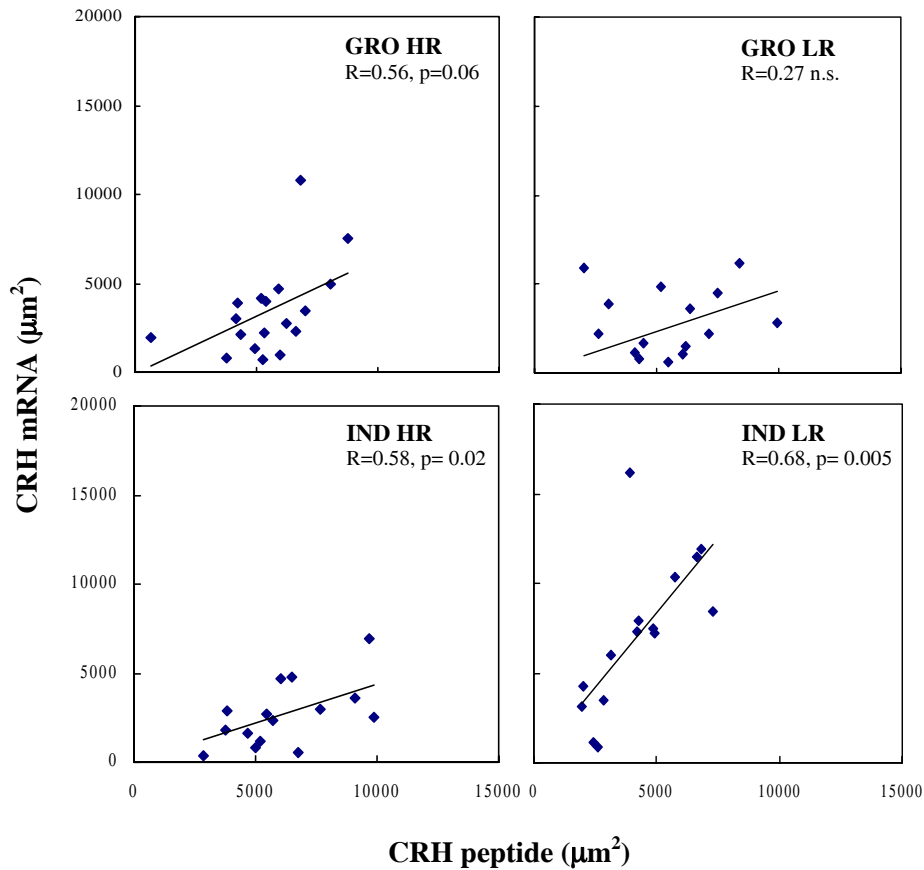 20000
GRO HR
R=0.56, p=0.06
GRO LR
R=0.27 n.s.
15000
10000
5000
0
CRH mRNA (μm²)
20000
IND HR
R=0.58, p= 0.02
IND LR
R=0.68, p= 0.005
15000
10000
5000
0
0 5000 10000 15000 0 5000 10000 15000
CRH peptide (μm²)